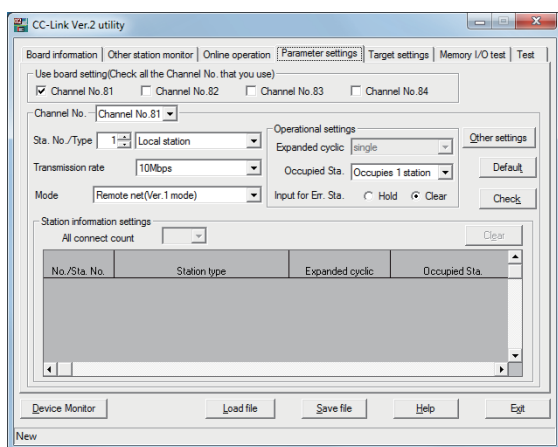 CC-Link Ver.2 utility
Board information Other station monitor Online operation Parameter settings Target settings Memory I/O test Test
Use board setting(Check all the Channel No. that you use)
Channel No.81 Channel No.82 Channel No.83 Channel No.84
Channel No. Channel No.81
Sta. No./Type 1 Local station
Operational settings
Expanded cyclic single
Other settings
Transmission rate 10Mbps
Occupied Sta. Occupies 1 station
Default
Mode Remote net(Ver.1 mode)
Input for Err. Sta. Hold Clear
Check
Station information settings
All connect count
Clear
No./Sta. No. Station type Expanded cyclic Occupied Sta.
Device Monitor Load file Save file Help Exit
New